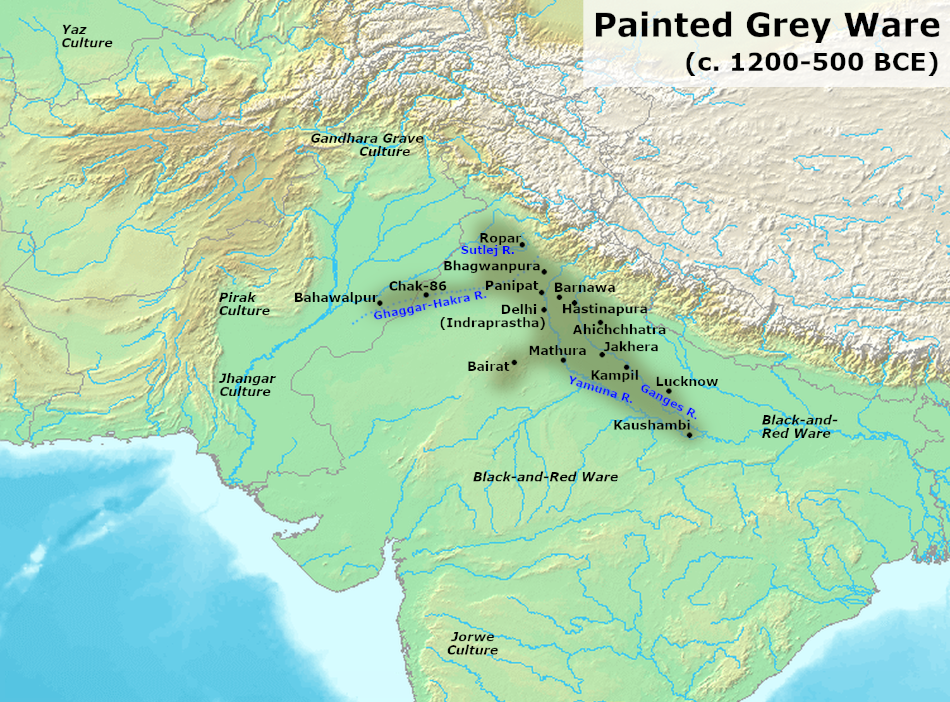 Painted Grey Ware
(c. 1200-500 BCE)
Yaz
Culture
Gandhara Grave
Culture
Ropar
Sutlej R.
Bhagwanpura
Panipat
Barnawa
Chak-86
Bahawalpur
Ghaggar-Hakra R.
Pirak
Culture
Delhi
(Indraprastha)
Hastinapura
Ahichchhatra
Mathura
Jakhera
Bairat
Kampil
Lucknow
Jhangar
Culture
Yamuna R.
Ganges R.
Kaushambi
Black-and-
Red Ware
Black-and-Red Ware
Jorwe
Culture